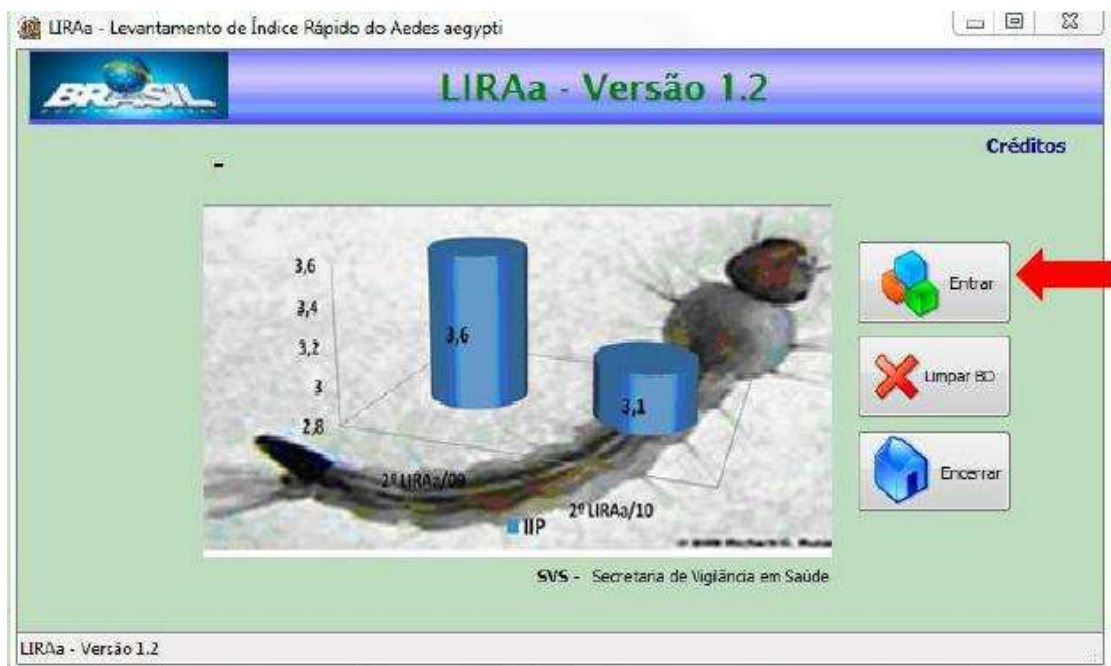 LIRAa - Levantamento de Índice Rápido do Aedes aegypti
BRASIL
LIRAa - Versão 1.2
Créditos
-
3,6
3,4
3,2
3
2,8
3,6
3,1
2º LIRAa/09
2º LIRAa/10
IIP
Entrar
Limpar BD
Encerrar
SVS - Secretaria de Vigilância em Saúde
LIRAa - Versão 1.2